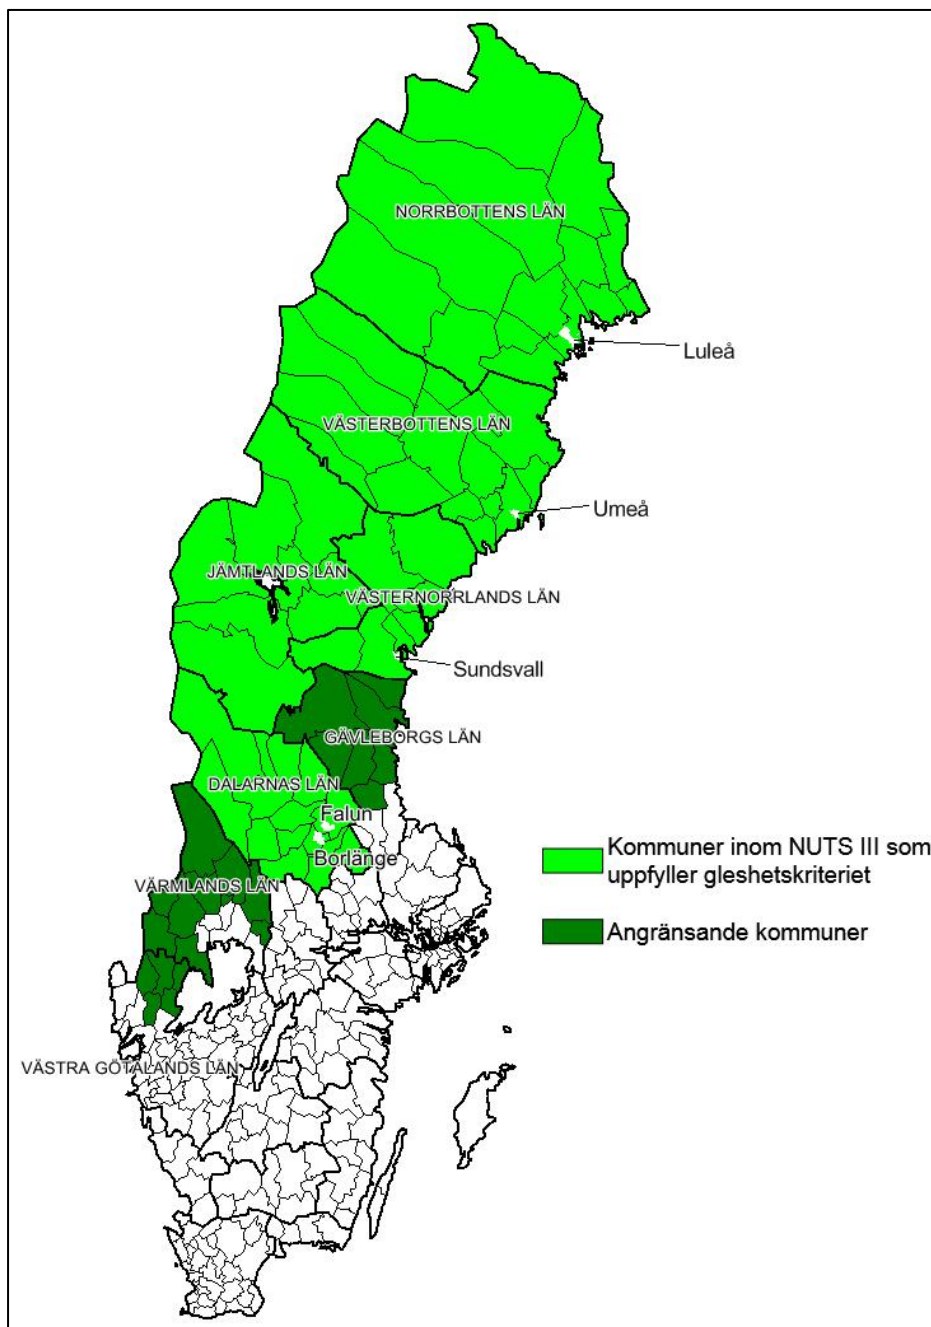 NORRBOTTENS LÄN
Luleå
VÄSTERBOTTENS LÄN
Umeå
JÄMTLANDS LÄN
VÄSTERNORRLANDS LÄN
Sundsvall
GÄVLEBORGS LÄN
DALARNAS LÄN
Falun
Borlänge
Kommuner inom NUTS III som
uppfyller gleshetskriteriet
VÄRMLANDS LÄN
Angränsande kommuner
VÄSTRA GÖTALANDS LÄN